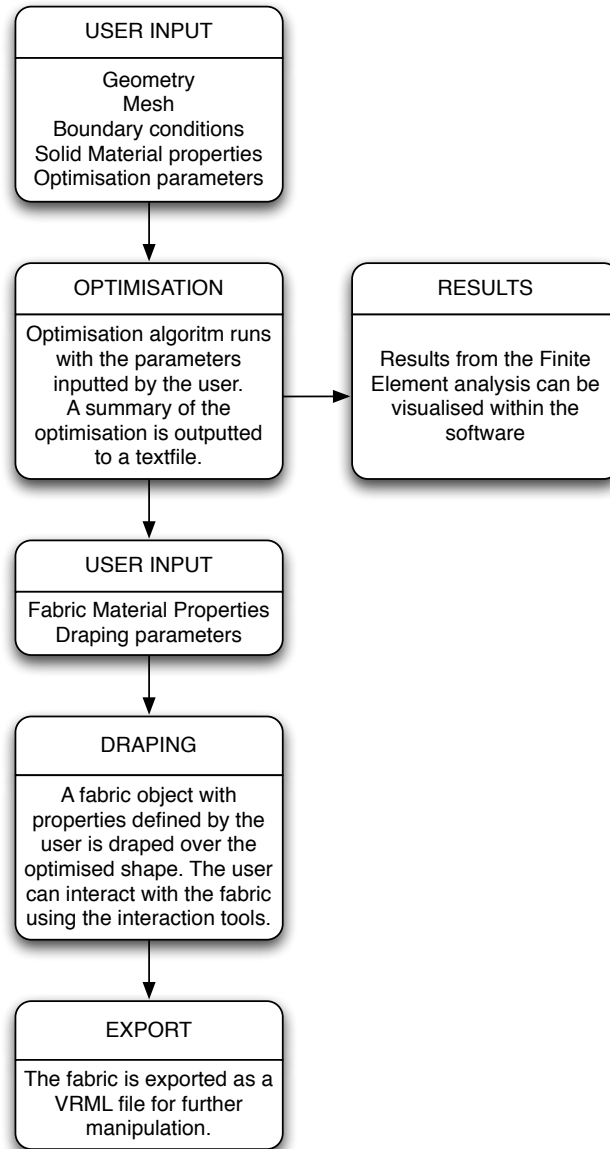 USER INPUT
Geometry
Mesh
Boundary conditions
Solid Material properties
Optimisation parameters
OPTIMISATION
Optimisation algoritm runs
with the parameters
inputted by the user.
A summary of the
optimisation is outputted
to a textfile.
RESULTS
Results from the Finite
Element analysis can be
visualised within the
software
USER INPUT
Fabric Material Properties
Draping parameters
DRAPING
A fabric object with
properties defined by the
user is draped over the
optimised shape. The user
can interact with the fabric
using the interaction tools.
EXPORT
The fabric is exported as a
VRML file for further
manipulation.